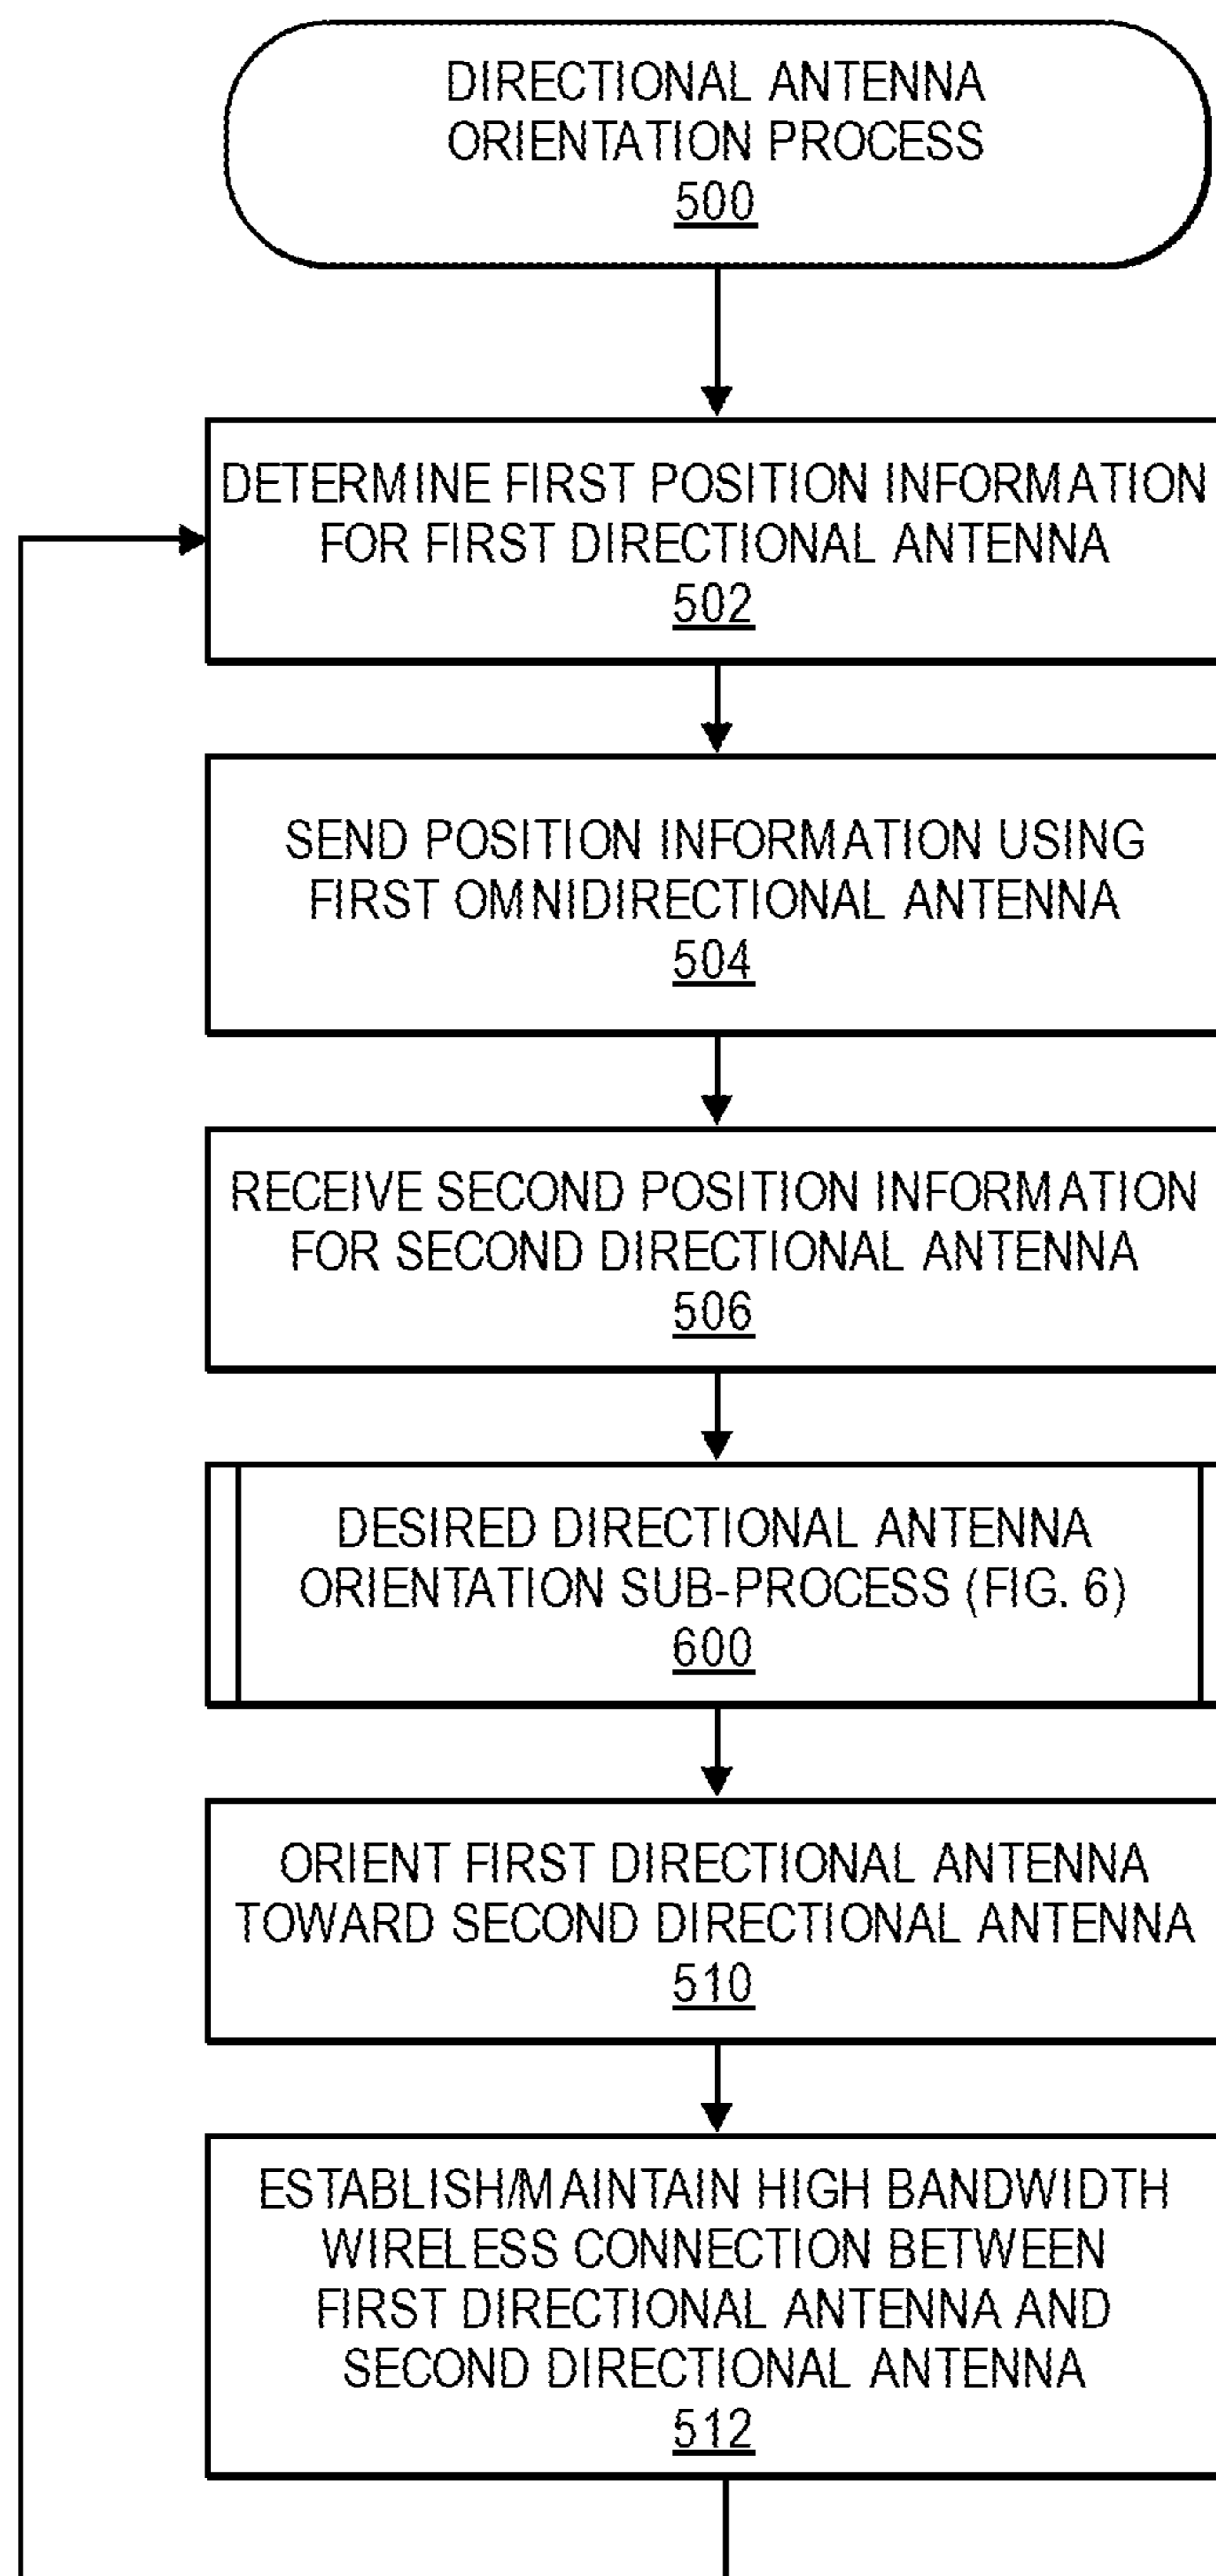 DIRECTIONAL ANTENNA
ORIENTATION PROCESS
500
DETERMINE FIRST POSITION INFORMATION
FOR FIRST DIRECTIONAL ANTENNA
502
SEND POSITION INFORMATION USING
FIRST OMNIDIRECTIONAL ANTENNA
504
RECEIVE SECOND POSITION INFORMATION
FOR SECOND DIRECTIONAL ANTENNA
506
DESIRED DIRECTIONAL ANTENNA
ORIENTATION SUB-PROCESS (FIG. 6)
600
ORIENT FIRST DIRECTIONAL ANTENNA
TOWARD SECOND DIRECTIONAL ANTENNA
510
ESTABLISH/MAINTAIN HIGH BANDWIDTH
WIRELESS CONNECTION BETWEEN
FIRST DIRECTIONAL ANTENNA AND
SECOND DIRECTIONAL ANTENNA
512